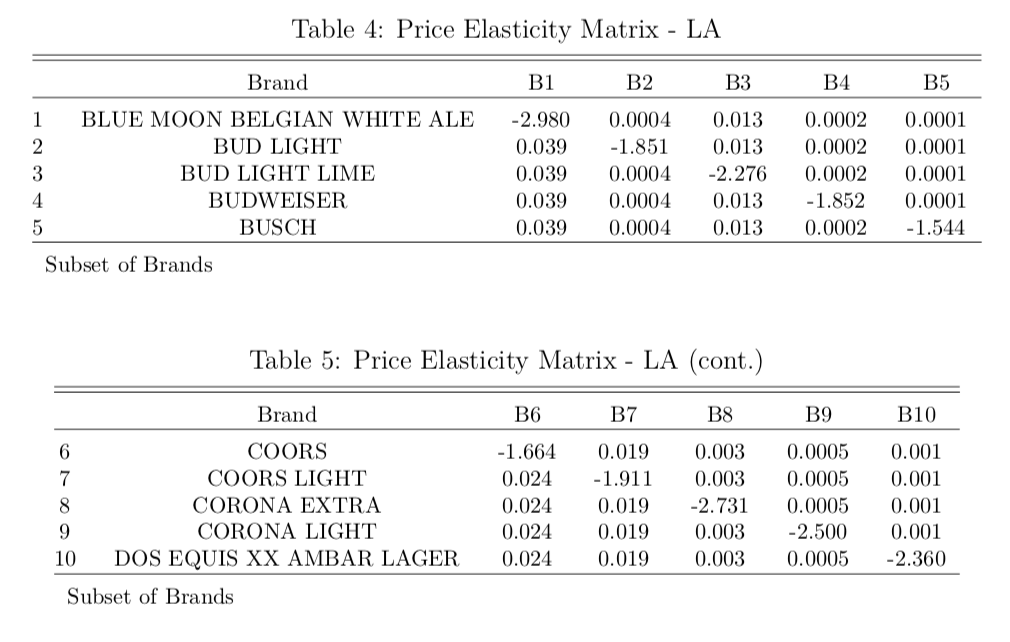 Table 4: Price Elasticity Matrix - LA
Brand B1 B2 B3 B4 B5
1 BLUE MOON BELGIAN WHITE ALE -2.980 0.0004 0.013 0.0002 0.0001
2 BUD LIGHT 0.039 -1.851 0.013 0.0002 0.0001
3 BUD LIGHT LIME 0.039 0.0004 -2.276 0.0002 0.0001
4 BUDWEISER 0.039 0.0004 0.013 -1.852 0.0001
5 BUSCH 0.039 0.0004 0.013 0.0002 -1.544
Subset of Brands
Table 5: Price Elasticity Matrix - LA (cont.)
Brand B6 B7 B8 B9 B10
6 COORS -1.664 0.019 0.003 0.0005 0.001
7 COORS LIGHT 0.024 -1.911 0.003 0.0005 0.001
8 CORONA EXTRA 0.024 0.019 -2.731 0.0005 0.001
9 CORONA LIGHT 0.024 0.019 0.003 -2.500 0.001
10 DOS EQUIS XX AMBAR LAGER 0.024 0.019 0.003 0.0005 -2.360
Subset of Brands